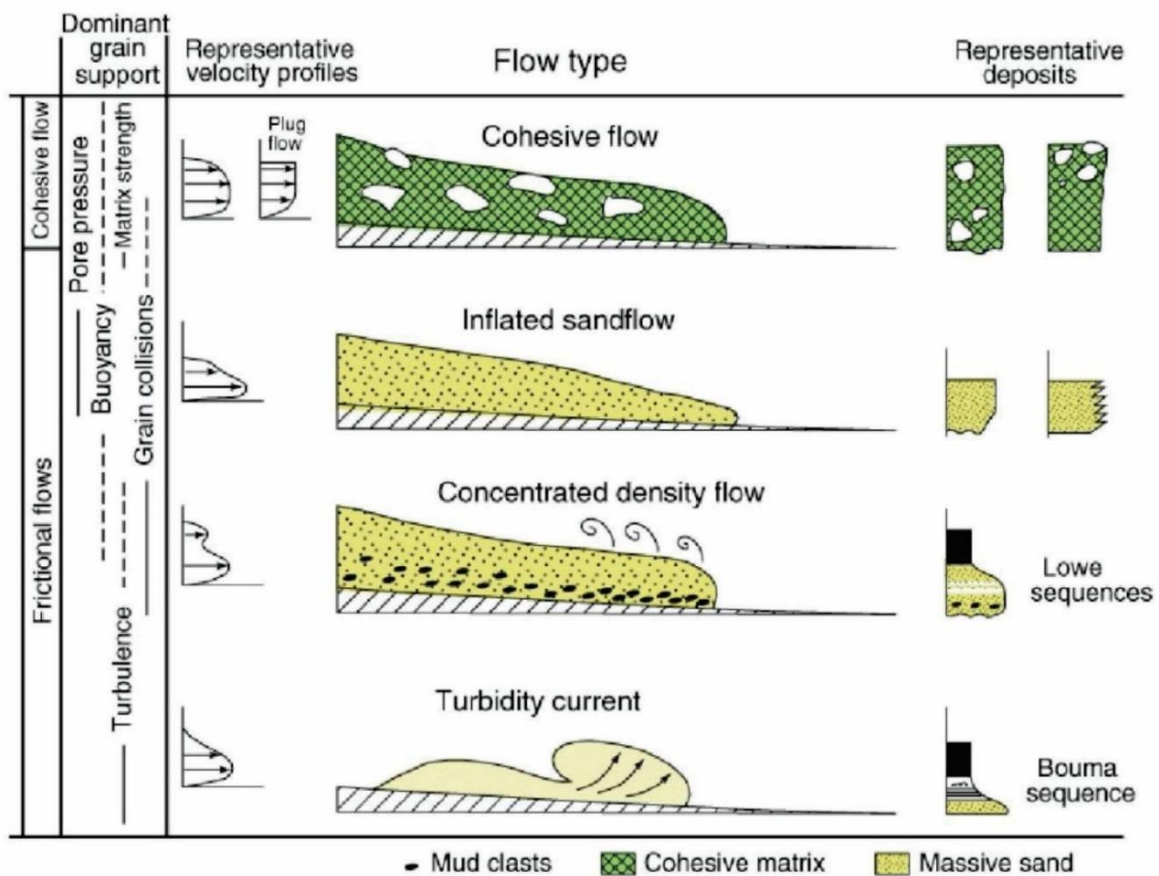 Dominant
grain
support
Representative
velocity profiles
Flow type
Representative
deposits
Cohesive flow
Pore pressure
Matrix strength
Plug
flow
Cohesive flow
Frictional flows
Buoyancy
Grain collisions
Inflated sandflow
Concentrated density flow
Lowe
sequences
Turbulence
Turbidity current
Bouma
sequence
Mud clasts
Cohesive matrix
Massive sand